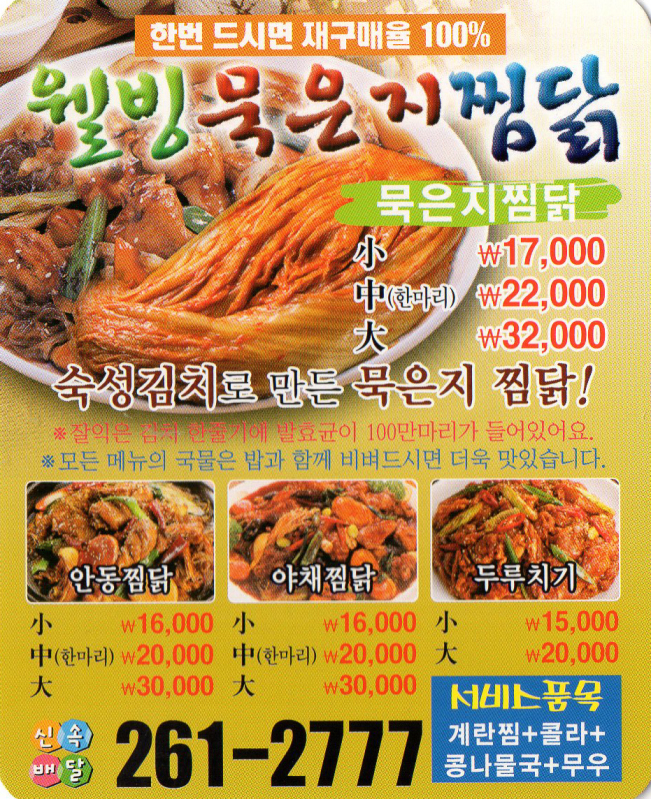 한번 드시면 재구매율 100%
웰빙묵은지찜닭
묵은치찜닭
小 ₩17,000
中(한마리) ₩22,000
大 ₩32,000
숙성김치로 만든 묵은지 찜닭!
※잘익은 김치 한줄기에 발효균이 100만마리가 들어있어요.
※모든 메뉴의 국물은 밥과 함께 비벼드시면 더욱 맛있습니다.
안동찜닭
小 ₩16,000
中(한마리) ₩20,000
大 ₩30,000
야채찜닭
小 ₩16,000
中(한마리) ₩20,000
大 ₩30,000
두루치기
小 ₩15,000
大 ₩20,000
신속
배달
261-2777
서비스품목
계란찜+콜라+
콩나물국+무우